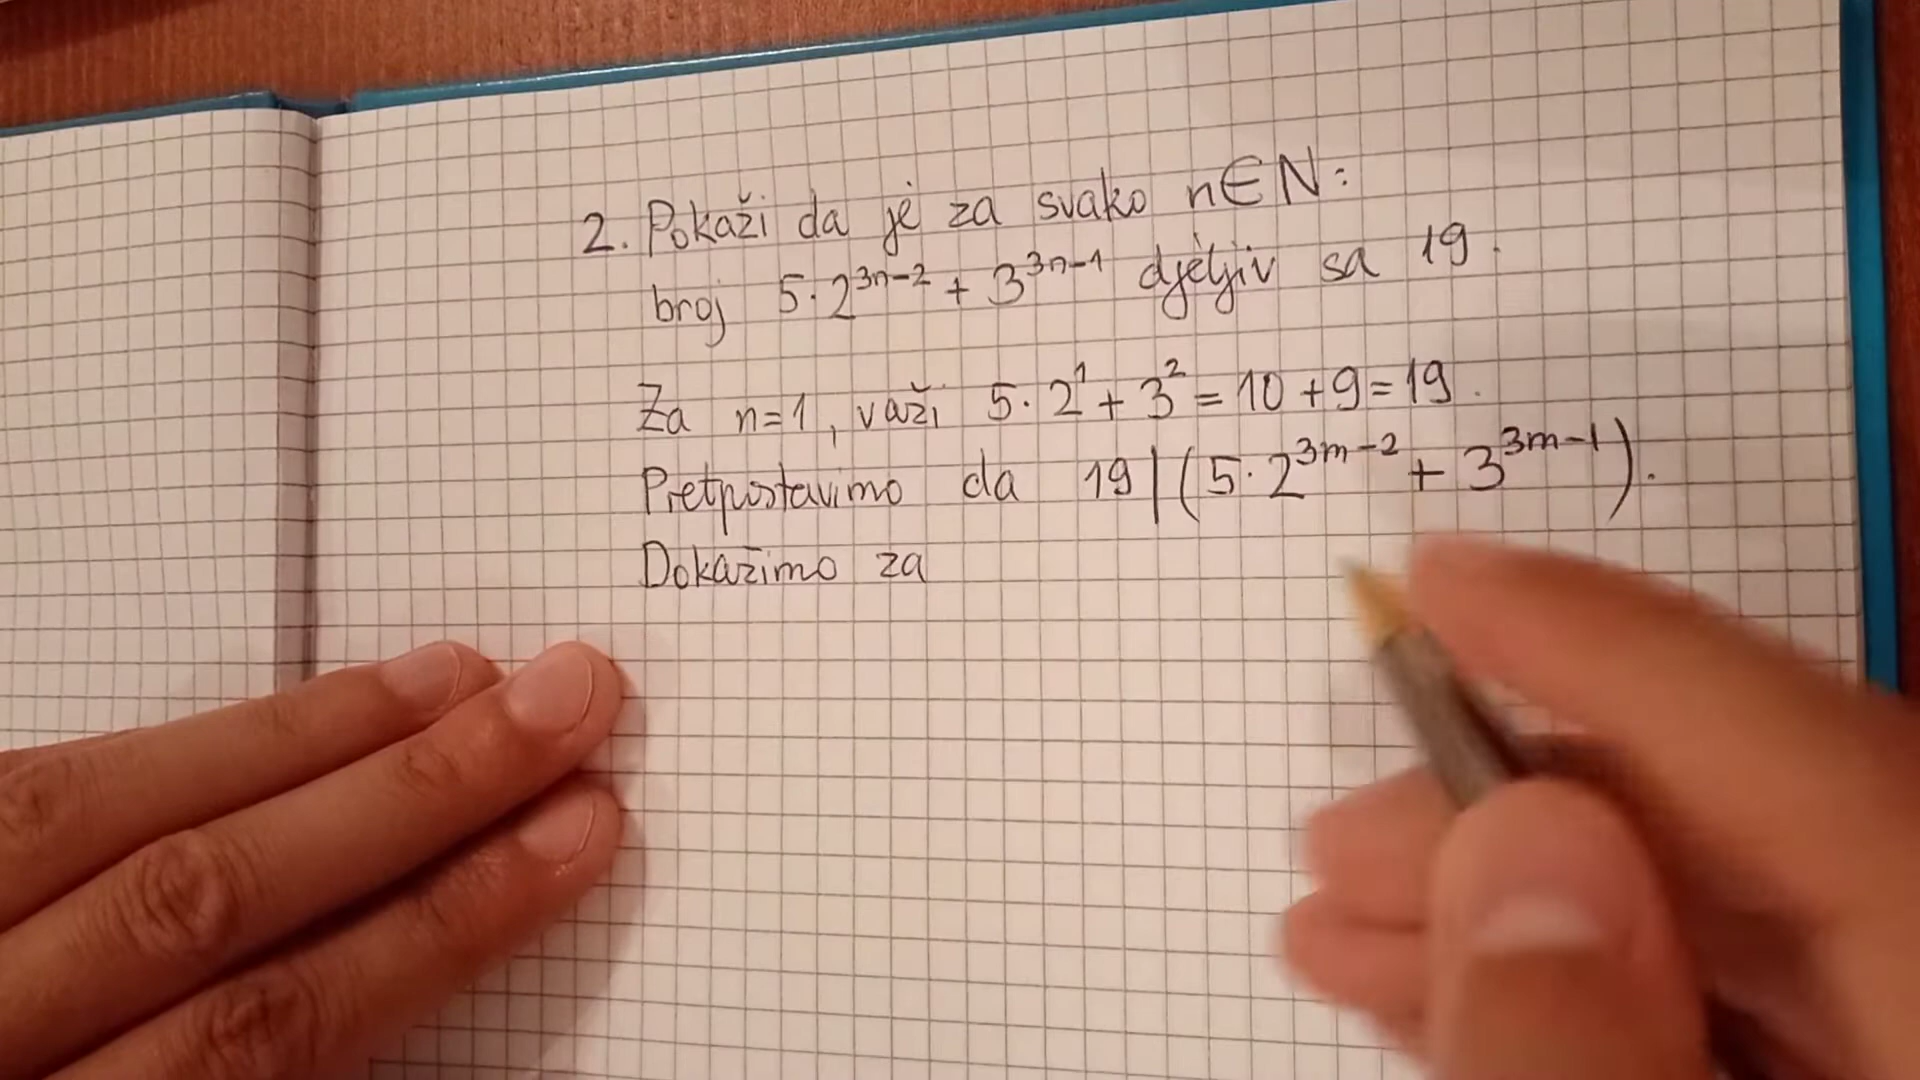 2. Pokaži da je za svako n∈N:
broj 5·2^{3n-2} + 3^{3n-1} djeljiv sa 19.
Za n=1, važi 5·2^1 + 3^2 = 10+9=19.
Pretpostavimo da 19|(5·2^{3m-2} + 3^{3m-1}).
Dokažimo za